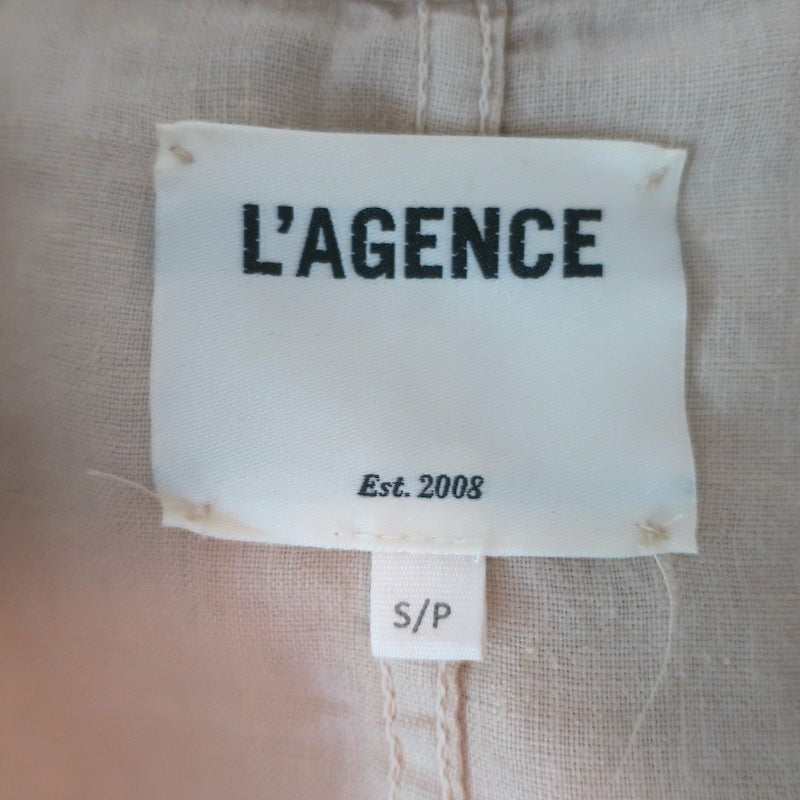 L'AGENCE
Est. 2008
S/P